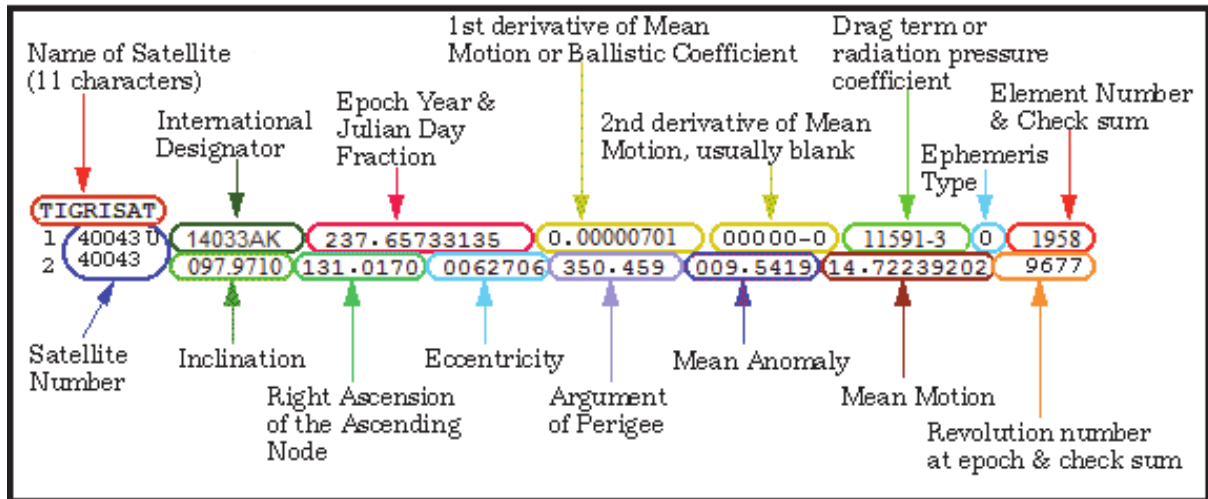 Name of Satellite
(11 characters)
International
Designator
Epoch Year &
Julian Day
Fraction
1st derivative of Mean
Motion or Ballistic Coefficient
2nd derivative of Mean
Motion, usually blank
Drag term or
radiation pressure
coefficient
Ephemeris
Type
Element Number
& Check sum
TIGRISAT
1 40043 U 14033AK 237.65733135 0.00000701 00000-0 11591-3 0 1958
2 40043 097.9710 131.0170 0062706 350.459 009.5419 14.72239202 9677
Satellite
Number
Inclination
Right Ascension
of the Ascending
Node
Eccentricity
Argument
of Perigee
Mean Anomaly
Mean Motion
Revolution number
at epoch & check sum